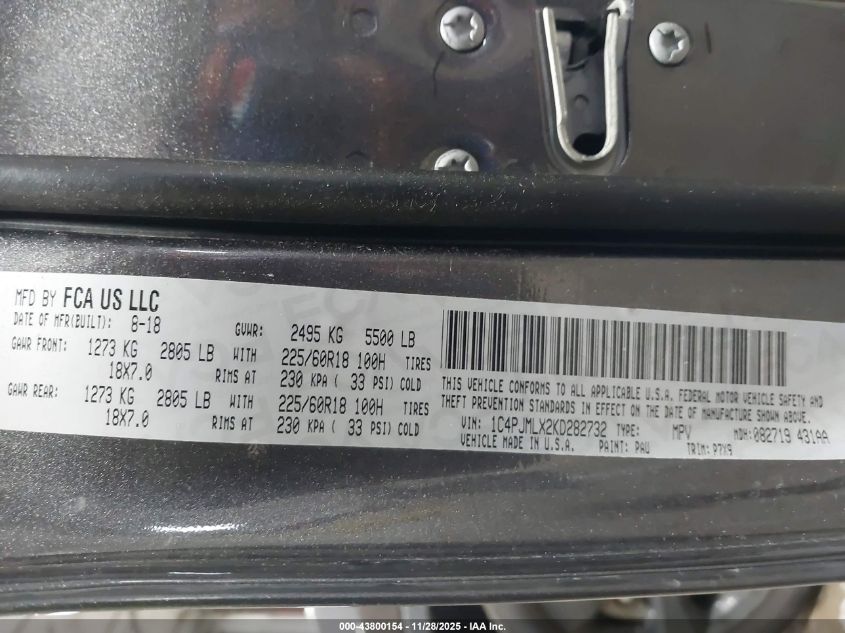 MFD BY FCA US LLC
DATE OF MFR(BUILT): 8-18 GVWR: 2495 KG 5500 LB
GAWR FRONT: 1273 KG 2805 LB WITH 225/60R18 100H TIRES
18X7.0 RIMS AT 230 KPA ( 33 PSI) COLD
GAWR REAR: 1273 KG 2805 LB WITH 225/60R18 100H TIRES
18X7.0 RIMS AT 230 KPA ( 33 PSI) COLD
THIS VEHICLE CONFORMS TO ALL APPLICABLE U.S.A. FEDERAL MOTOR VEHICLE SAFETY AND
THEFT PREVENTION STANDARDS IN EFFECT ON THE DATE OF MANUFACTURE SHOWN ABOVE.
VIN: 1C4PJMLX2KD282732 TYPE: MPV MDH: 082719 431AA
VEHICLE MADE IN U.S.A. PAINT: PAU TRIM: P7X9
000-43800154 - 11/28/2025 - IAA Inc.